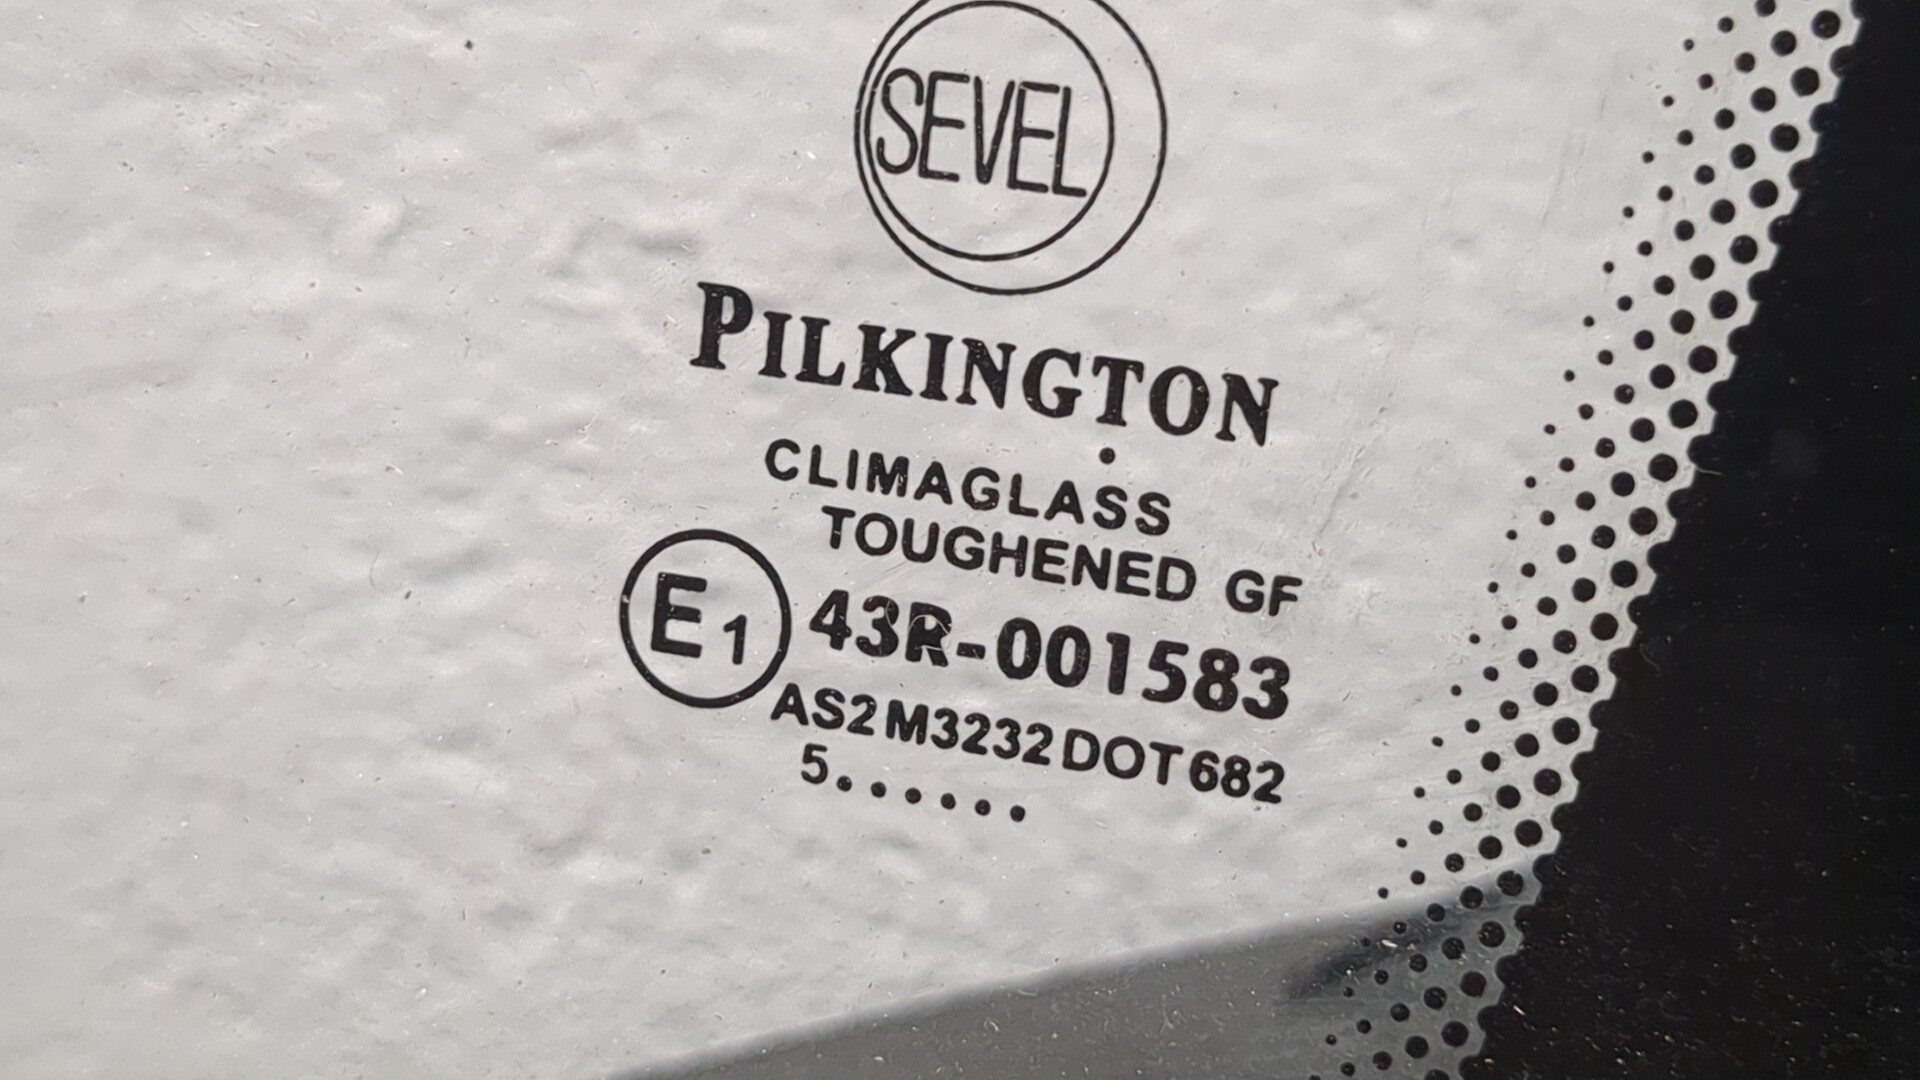 SEVEL
PILKINGTON
CLIMAGLASS
TOUGHENED GF
E1 43R-001583
AS2 M3232 DOT 682
5......